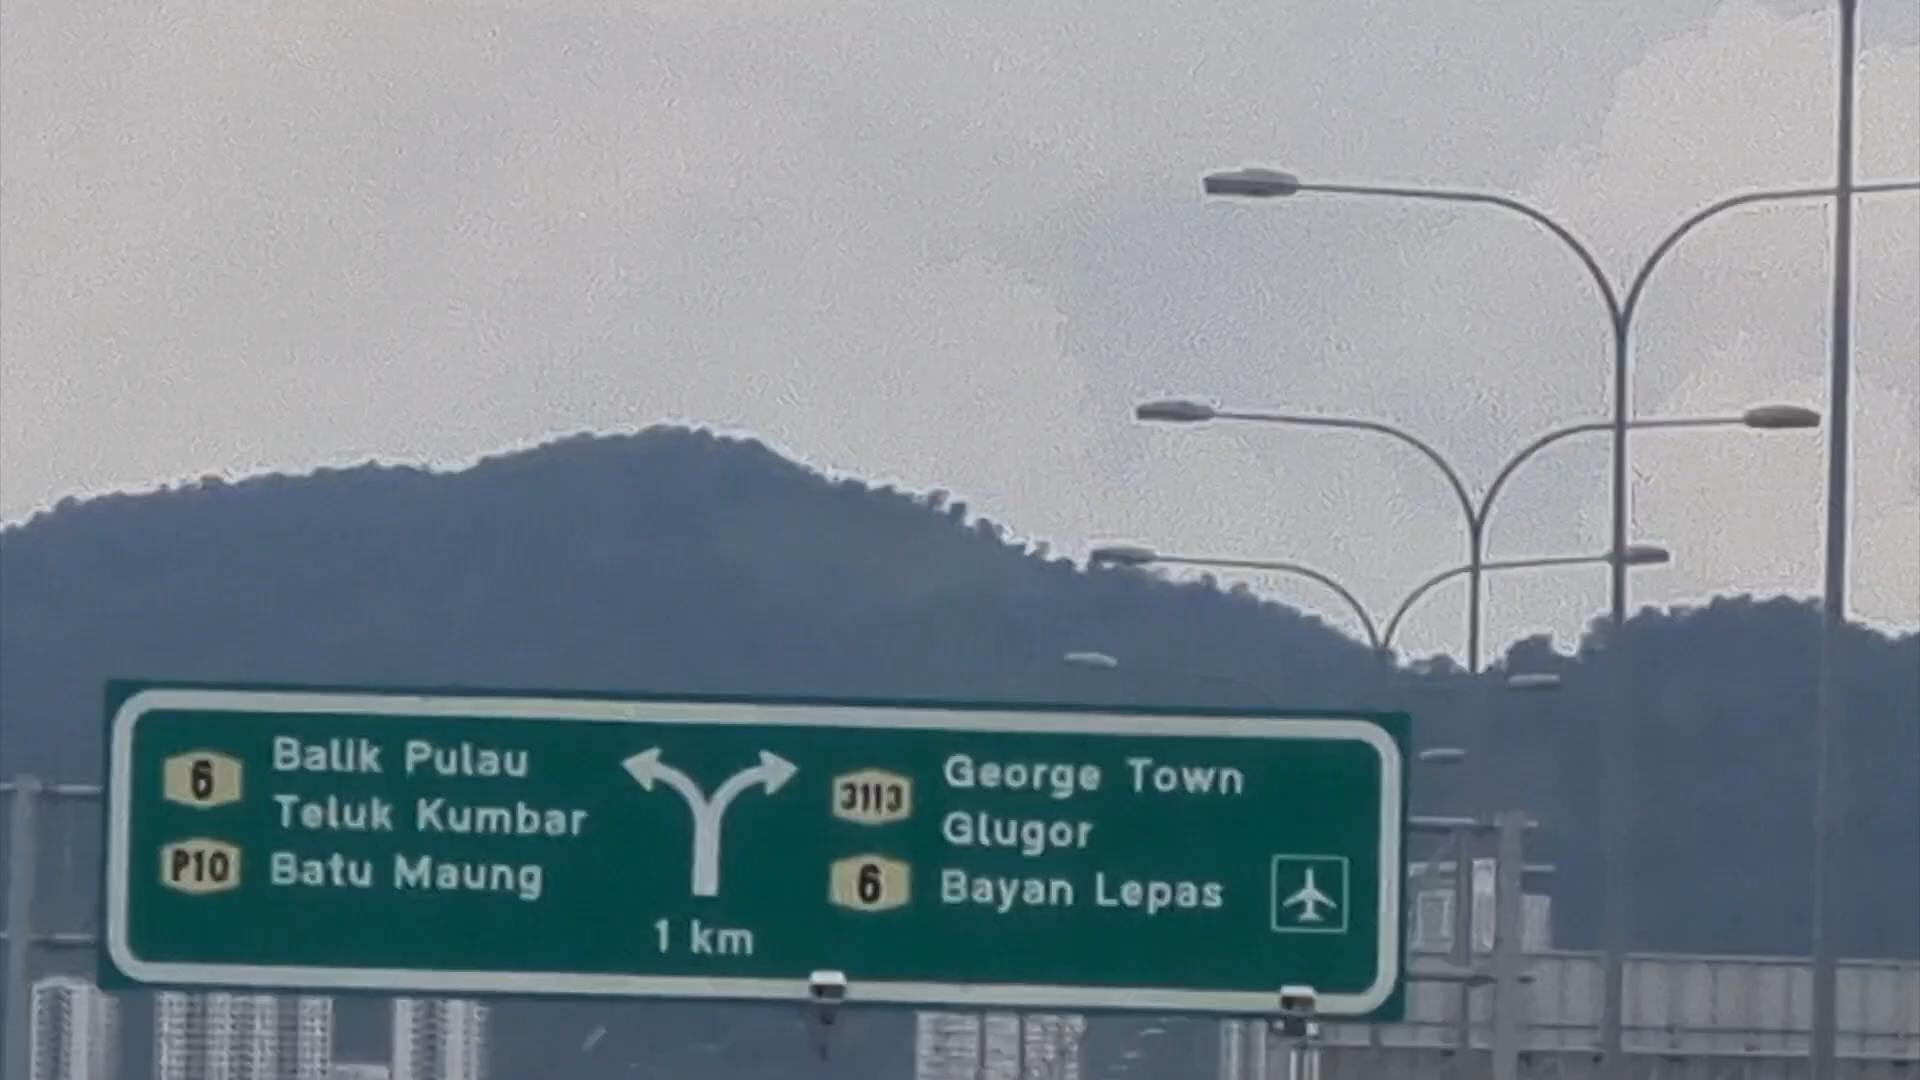 6 Balik Pulau
Teluk Kumbar
P10 Batu Maung
1 km
3113 George Town
Glugor
6 Bayan Lepas